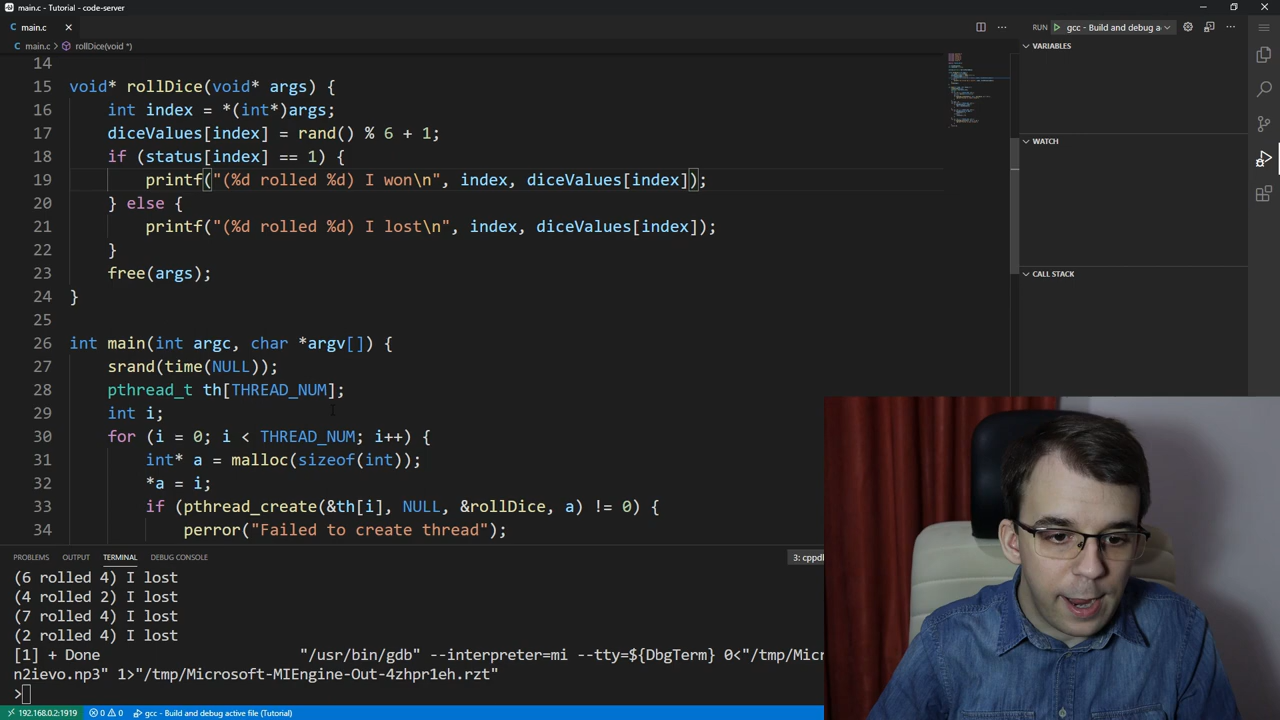 main.c - Tutorial - code-server
main.c
RUN gcc - Build and debug a
main.c > rollDice(void *)
VARIABLES
14
15 void* rollDice(void* args) {
16 int index = *(int*)args;
17 diceValues[index] = rand() % 6 + 1;
18 if (status[index] == 1) {
19 printf("(%d rolled %d) I won\n", index, diceValues[index]);
20 } else {
21 printf("(%d rolled %d) I lost\n", index, diceValues[index]);
22 }
23 free(args);
24 }
25
26 int main(int argc, char *argv[]) {
27 srand(time(NULL));
28 pthread_t th[THREAD_NUM];
29 int i;
30 for (i = 0; i < THREAD_NUM; i++) {
31 int* a = malloc(sizeof(int));
32 *a = i;
33 if (pthread_create(&th[i], NULL, &rollDice, a) != 0) {
34 perror("Failed to create thread");
WATCH
CALL STACK
PROBLEMS OUTPUT TERMINAL DEBUG CONSOLE
3: cppdl
(6 rolled 4) I lost
(4 rolled 2) I lost
(7 rolled 4) I lost
(2 rolled 4) I lost
[1] + Done "/usr/bin/gdb" --interpreter=mi --tty=${DbgTerm} 0<"/tmp/Micr
n2ievo.np3" 1>"/tmp/Microsoft-MIEngine-Out-4zhpr1eh.rzt"
>
192.168.0.2:1919 0 0 gcc - Build and debug active file (Tutorial)